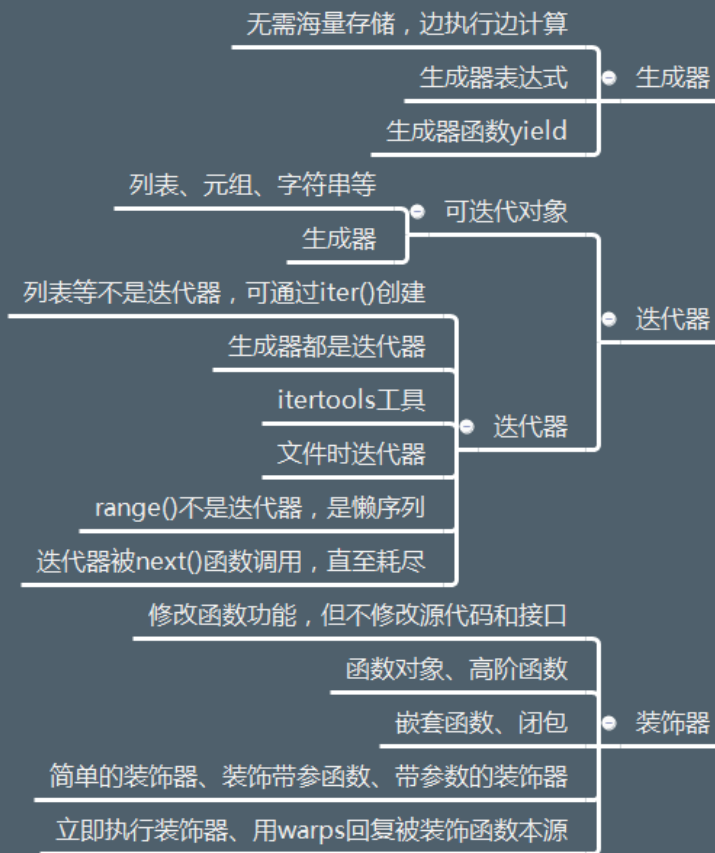 无需海量存储，边执行边计算
生成器表达式
生成器
生成器函数yield
列表、元组、字符串等
可迭代对象
生成器
列表等不是迭代器，可通过iter()创建
迭代器
生成器都是迭代器
itertools工具
迭代器
文件时迭代器
range()不是迭代器，是懒序列
迭代器被next()函数调用，直至耗尽
修改函数功能，但不修改源代码和接口
函数对象、高阶函数
嵌套函数、闭包
装饰器
简单的装饰器、装饰带参函数、带参数的装饰器
立即执行装饰器、用warps回复被装饰函数本源